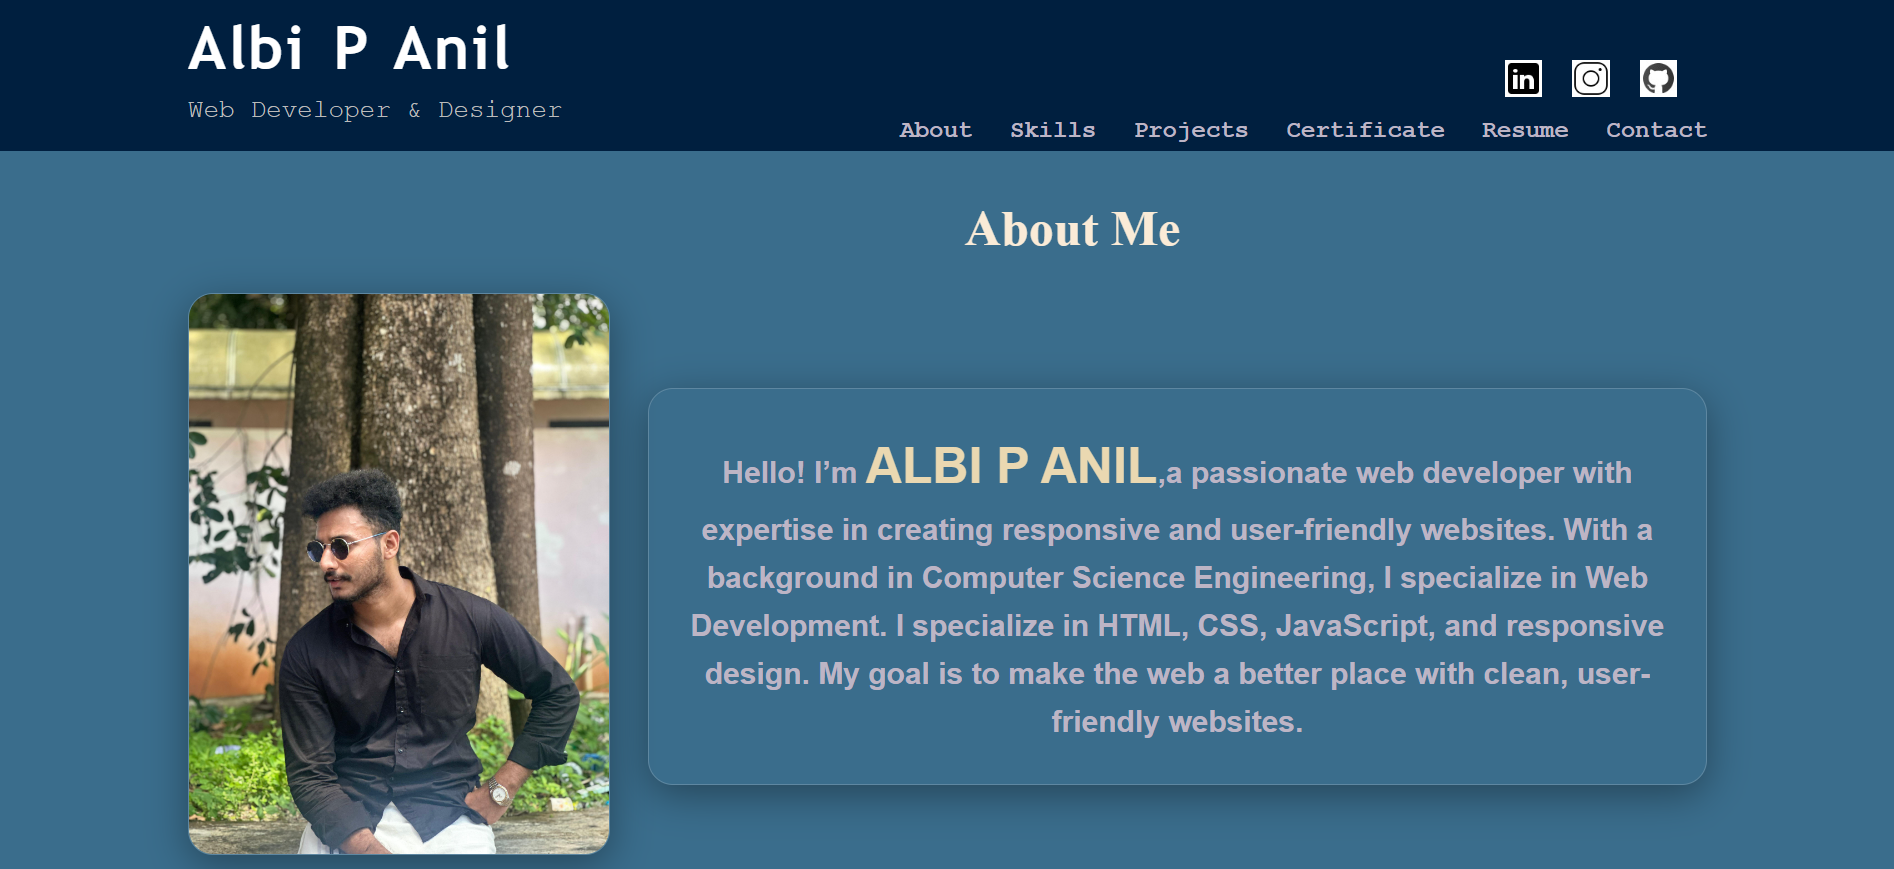 Albi P Anil
Web Developer & Designer
in
About Skills Projects Certificate Resume Contact
About Me
Hello! I’m ALBI P ANIL,a passionate web developer with
expertise in creating responsive and user-friendly websites. With a
background in Computer Science Engineering, I specialize in Web
Development. I specialize in HTML, CSS, JavaScript, and responsive
design. My goal is to make the web a better place with clean, user-
friendly websites.